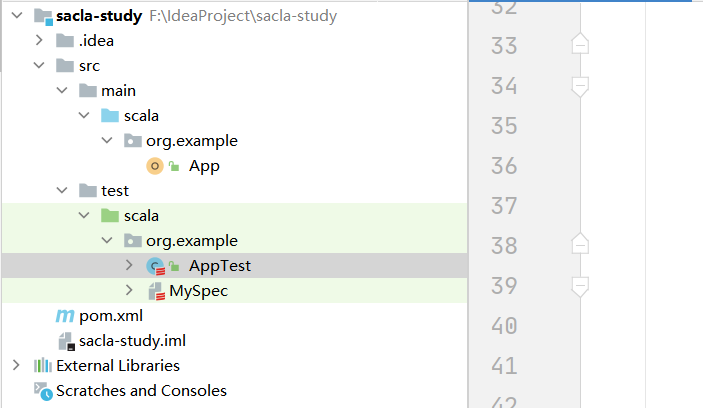 sacla-study F:\IdeaProject\sacla-study
.idea
src
main
scala
org.example
App
test
scala
org.example
AppTest
MySpec
pom.xml
sacla-study.iml
External Libraries
Scratches and Consoles
32
33
34
35
36
37
38
39
40
41
42